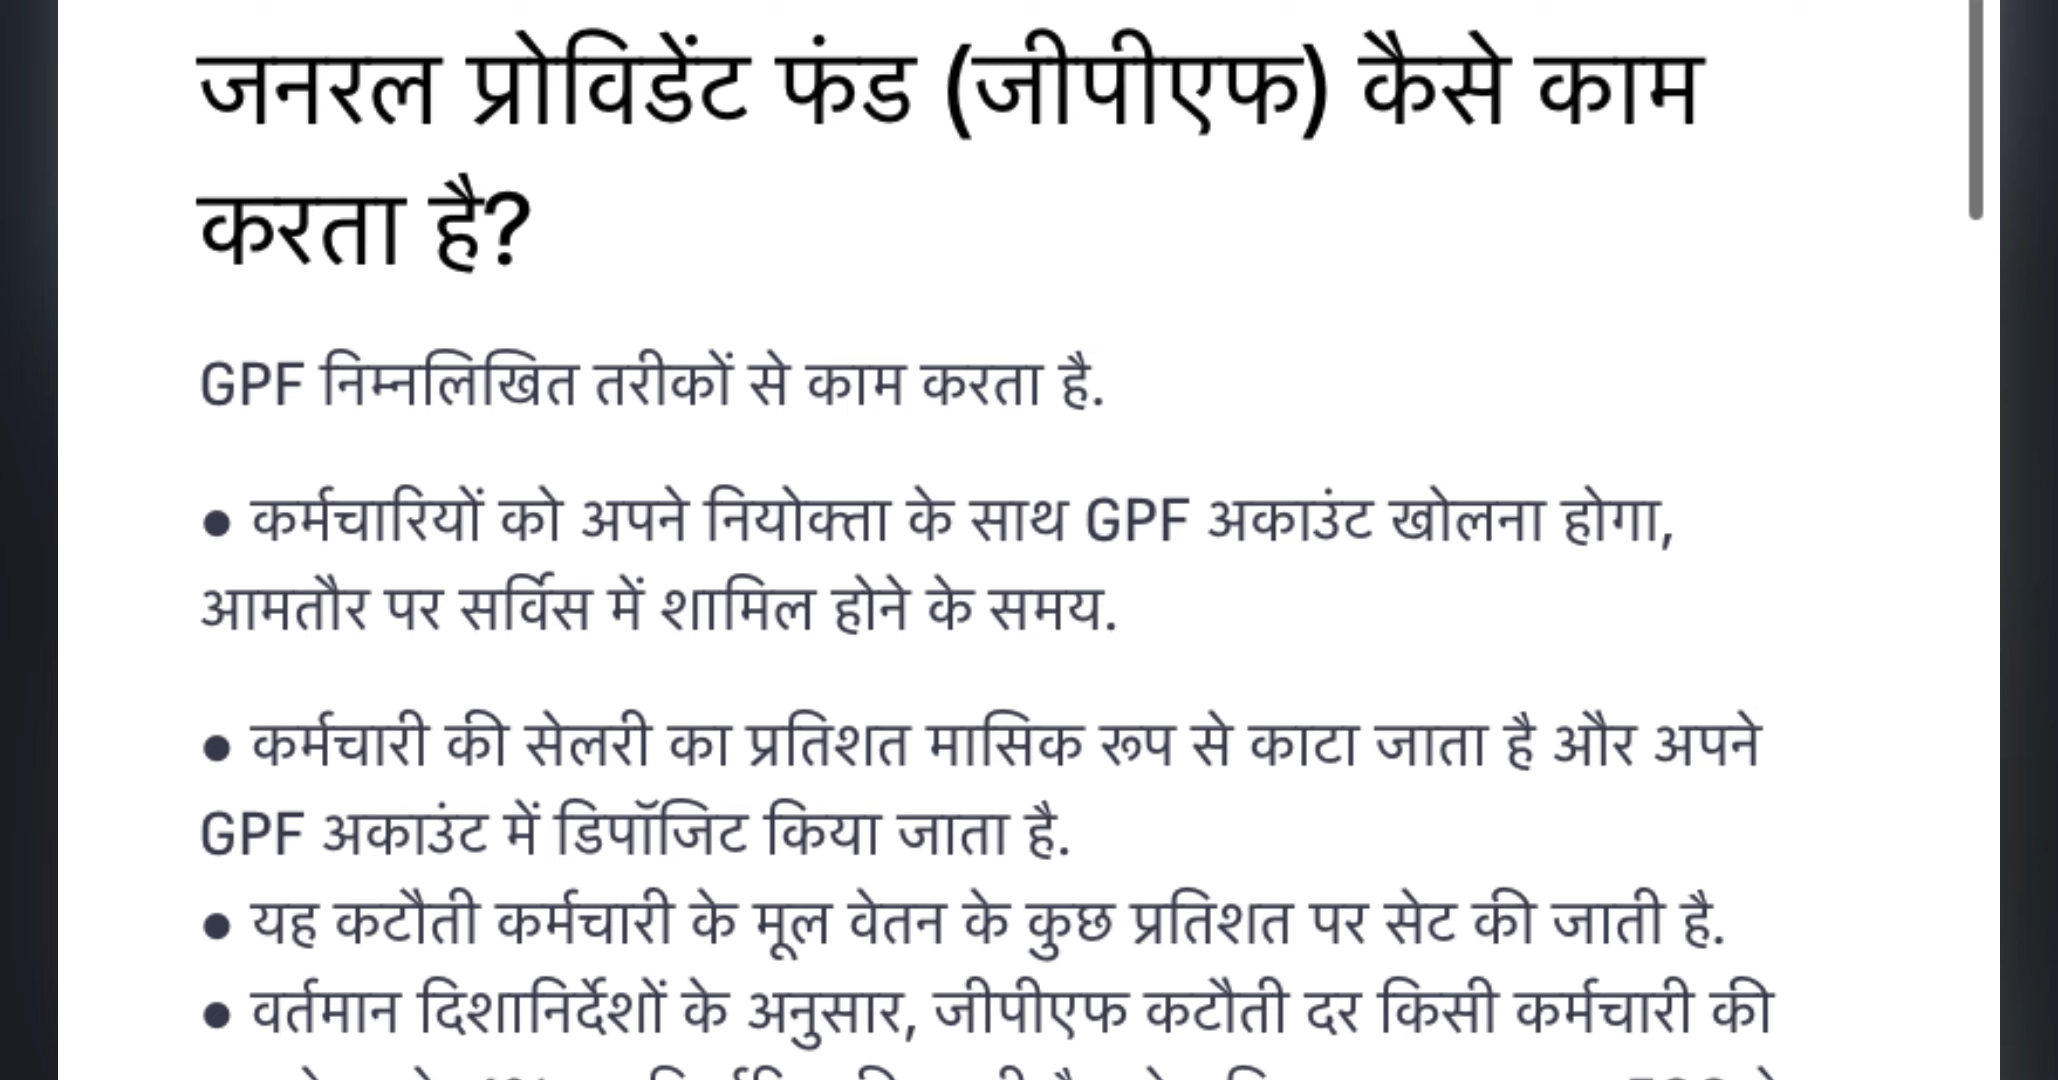 जनरल प्रोविडेंट फंड (जीपीएफ) कैसे काम
करता है?
GPF निम्नलिखित तरीकों से काम करता है.
● कर्मचारियों को अपने नियोक्ता के साथ GPF अकाउंट खोलना होगा,
आमतौर पर सर्विस में शामिल होने के समय.
● कर्मचारी की सेलरी का प्रतिशत मासिक रूप से काटा जाता है और अपने
GPF अकाउंट में डिपॉजिट किया जाता है.
● यह कटौती कर्मचारी के मूल वेतन के कुछ प्रतिशत पर सेट की जाती है.
● वर्तमान दिशानिर्देशों के अनुसार, जीपीएफ कटौती दर किसी कर्मचारी की